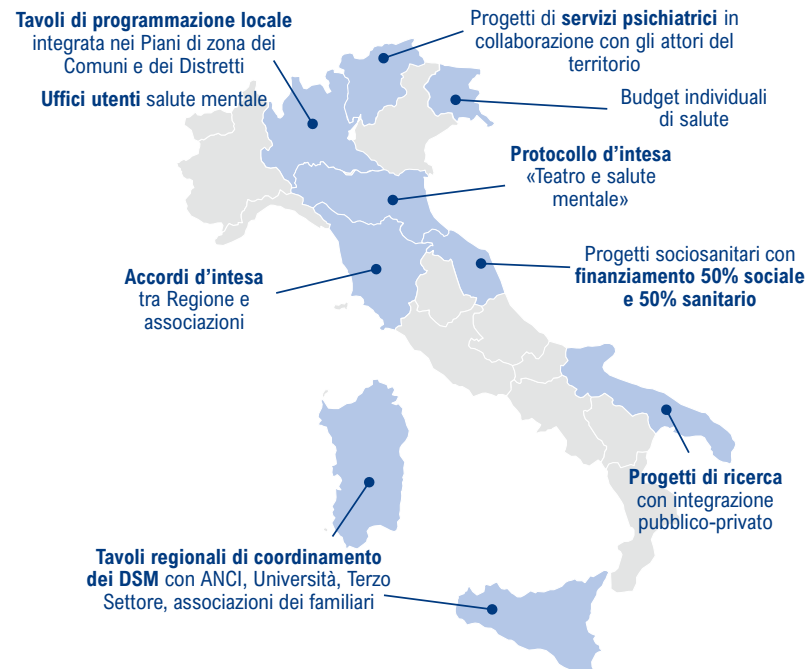 Tavoli di programmazione locale
integrata nei Piani di zona dei
Comuni e dei Distretti
Uffici utenti salute mentale
Progetti di servizi psichiatrici in
collaborazione con gli attori del
territorio
Budget individuali
di salute
Protocollo d’intesa
«Teatro e salute
mentale»
Accordi d’intesa
tra Regione e
associazioni
Progetti sociosanitari con
finanziamento 50% sociale
e 50% sanitario
Progetti di ricerca
con integrazione
pubblico-privato
Tavoli regionali di coordinamento
dei DSM con ANCI, Università, Terzo
Settore, associazioni dei familiari